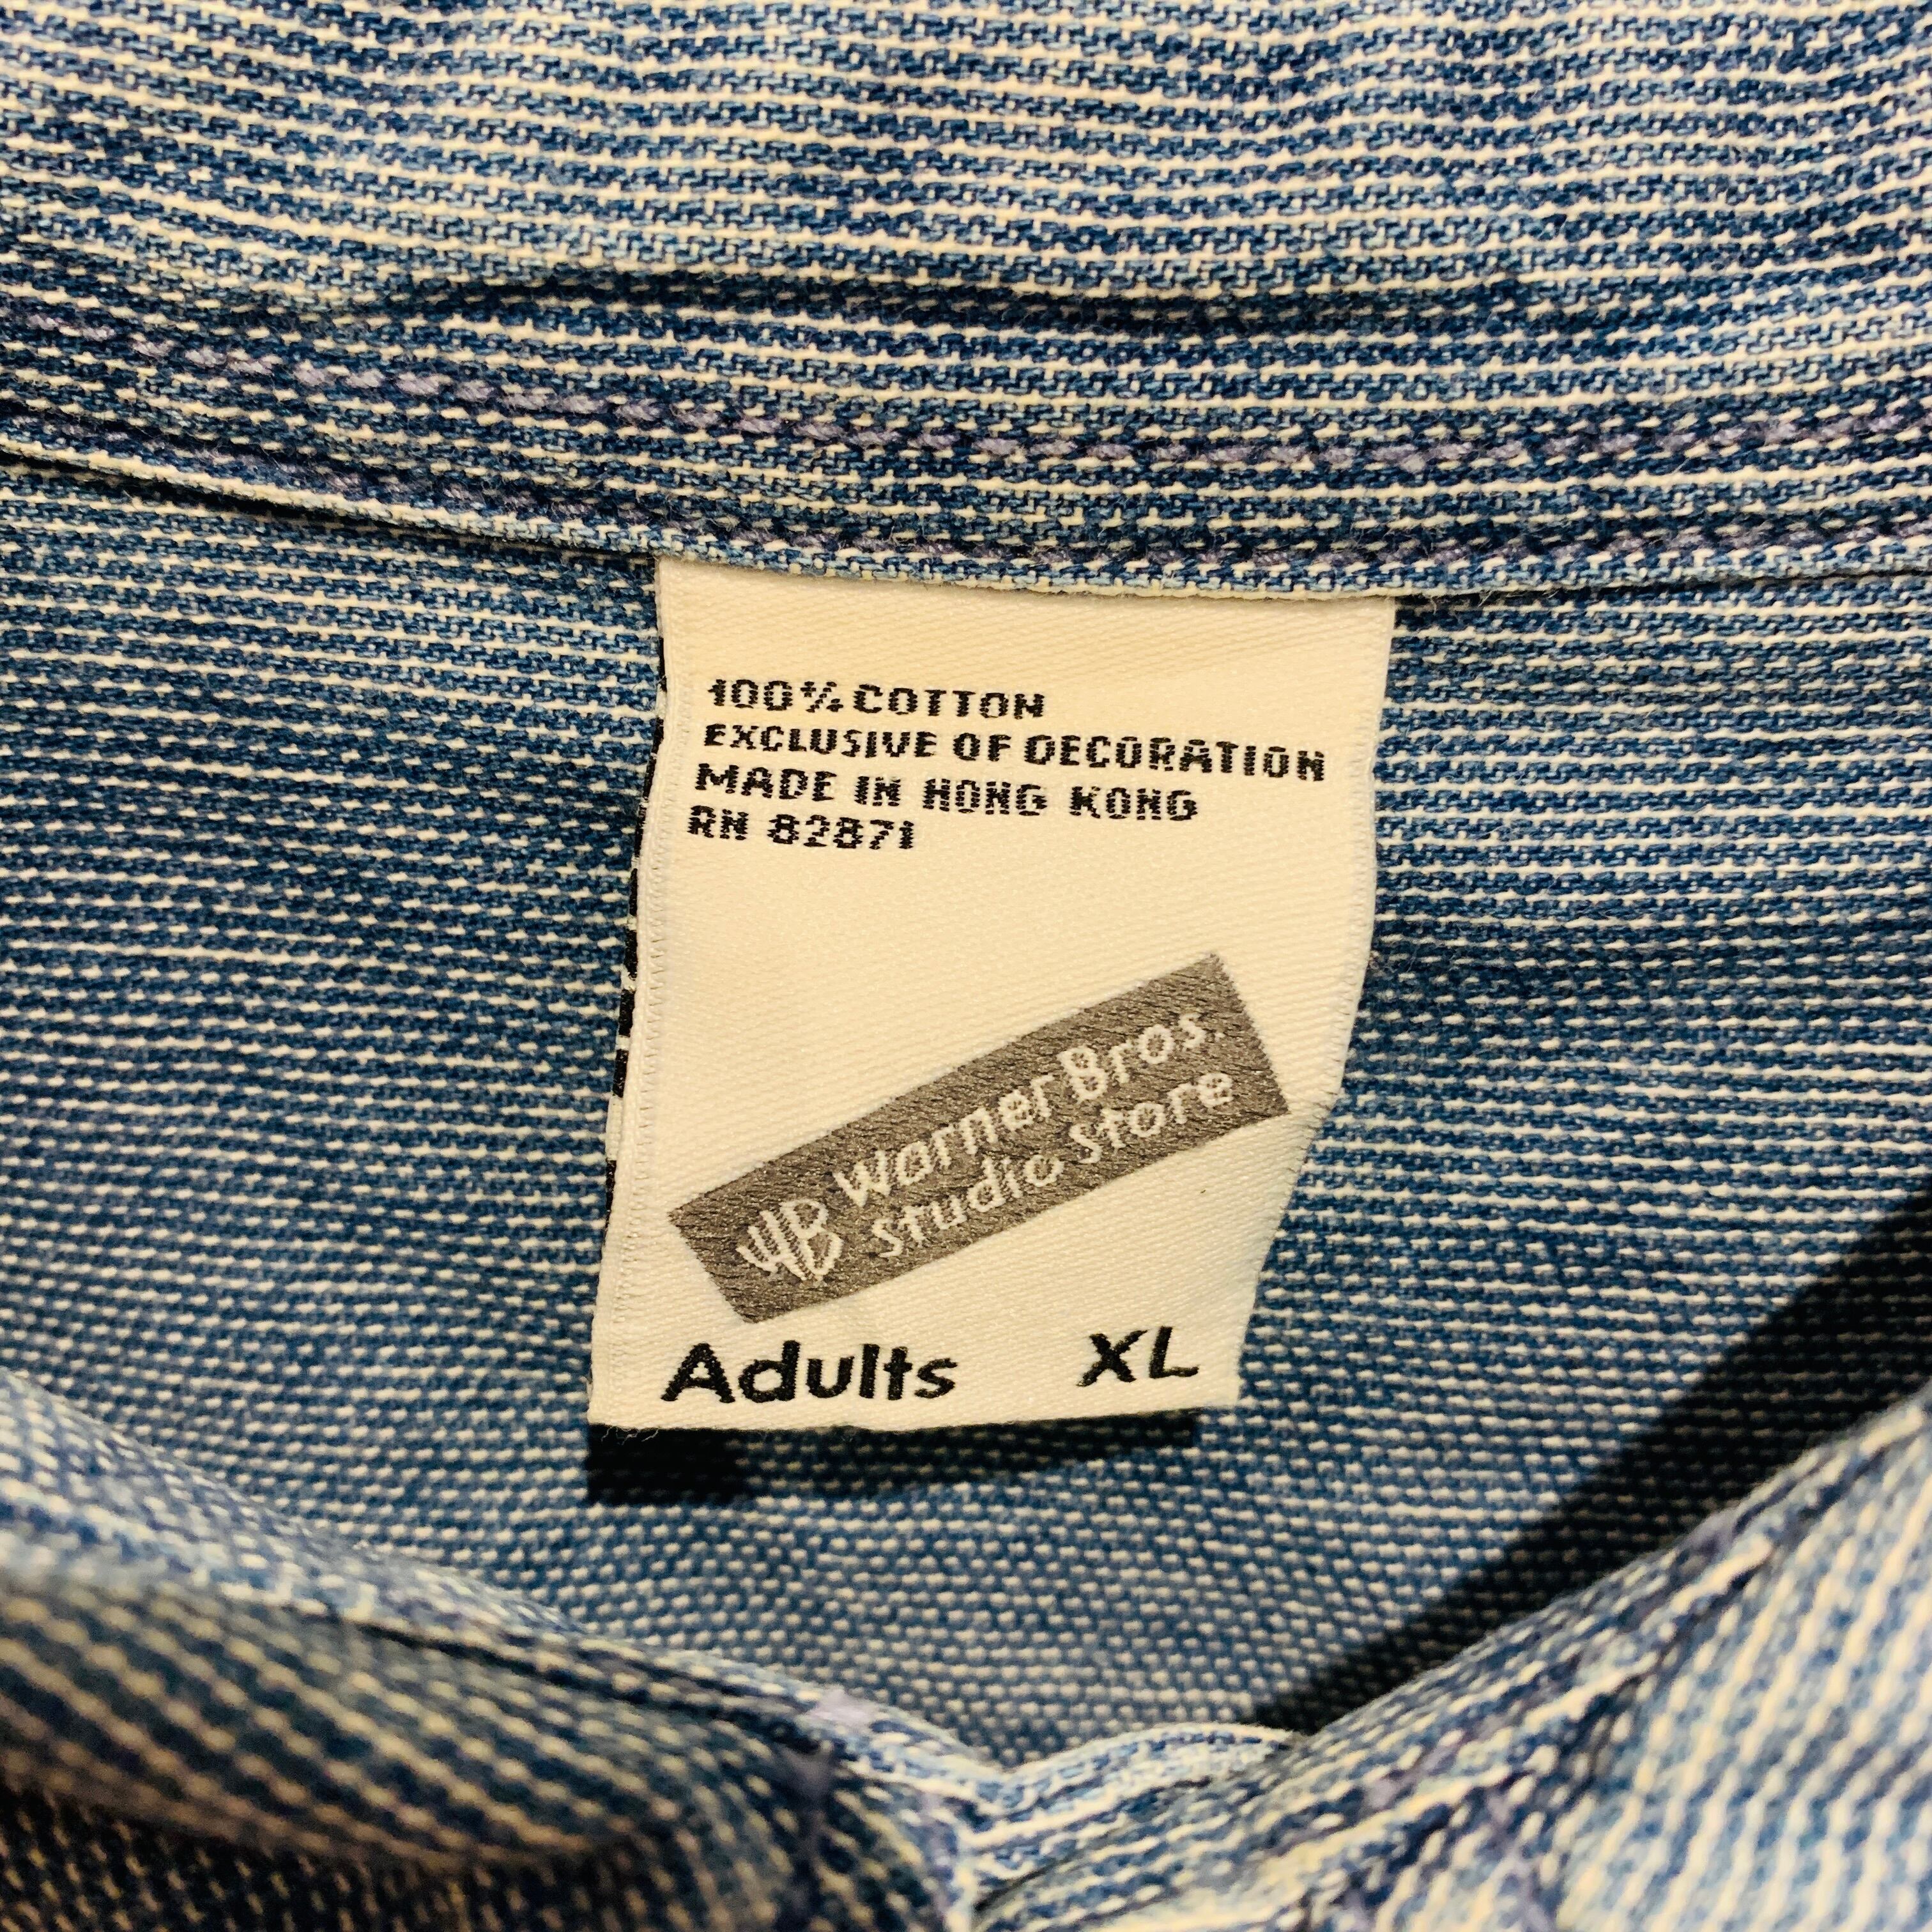 100% COTTON
EXCLUSIVE OF DECORATION
MADE IN HONG KONG
RN 82871
WB Warner Bros.
Studio Store
Adults XL